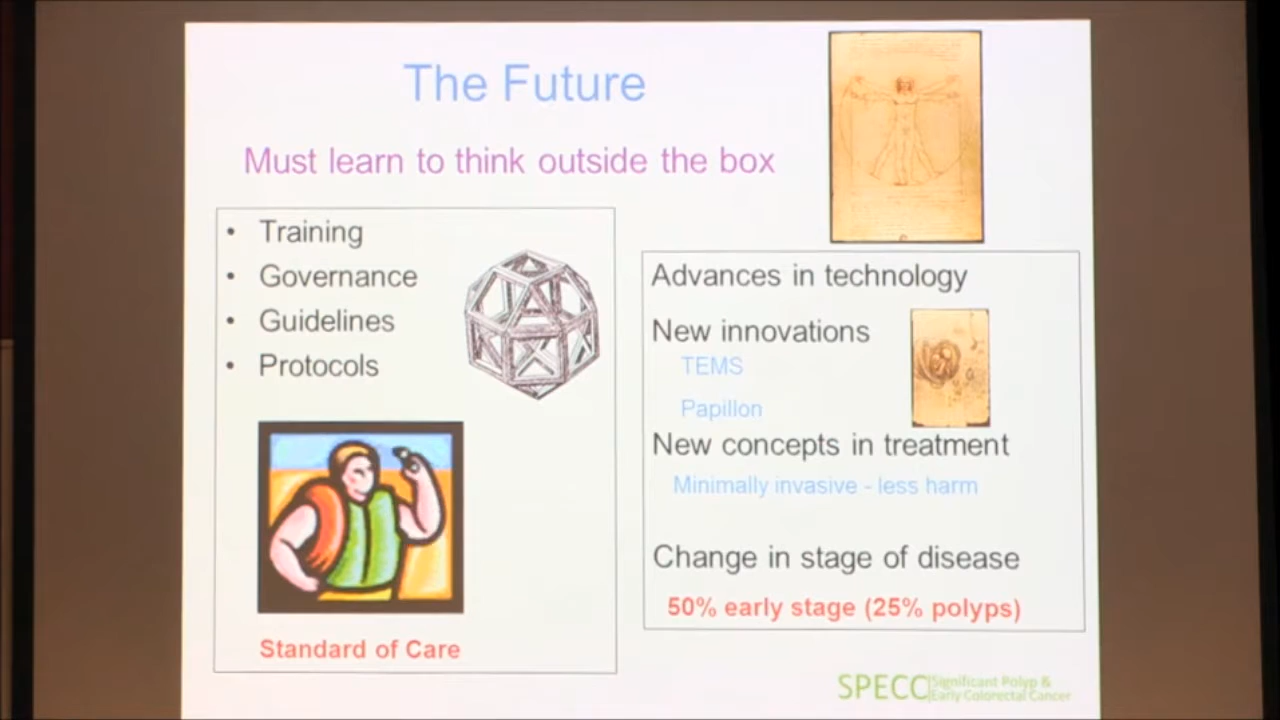 The Future
Must learn to think outside the box
• Training
• Governance
• Guidelines
• Protocols
Standard of Care
Advances in technology
New innovations
TEMS
Papillon
New concepts in treatment
Minimally invasive - less harm
Change in stage of disease
50% early stage (25% polyps)
SPECC
Significant Polyp &
Early Colorectal Cancer